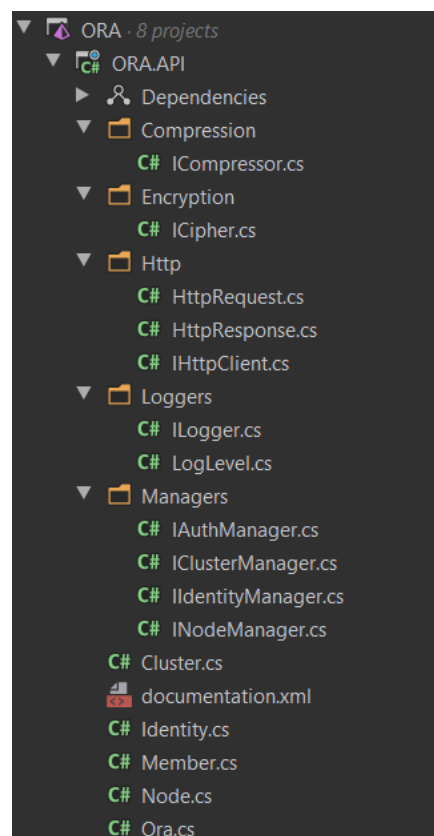 ORA · 8 projects
C# ORA.API
Dependencies
Compression
C# ICompressor.cs
Encryption
C# ICipher.cs
Http
C# HttpRequest.cs
C# HttpResponse.cs
C# IHttpClient.cs
Loggers
C# ILogger.cs
C# LogLevel.cs
Managers
C# IAuthManager.cs
C# IClusterManager.cs
C# IIdentityManager.cs
C# INodeManager.cs
C# Cluster.cs
<> documentation.xml
C# Identity.cs
C# Member.cs
C# Node.cs
C# Ora.cs